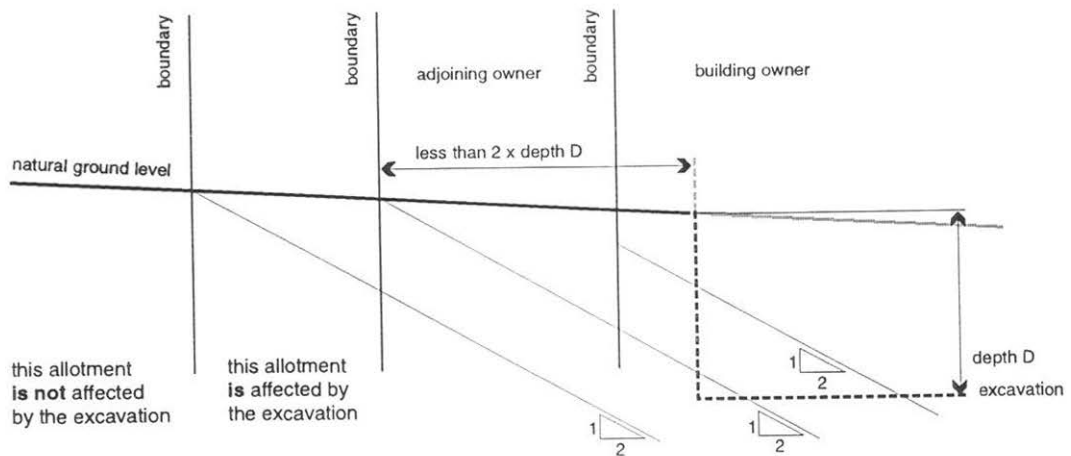 boundary
boundary
boundary
adjoining owner
building owner
less than 2 x depth D
natural ground level
this allotment
is not affected
by the excavation
this allotment
is affected by
the excavation
1
2
1
2
1
2
depth D
excavation